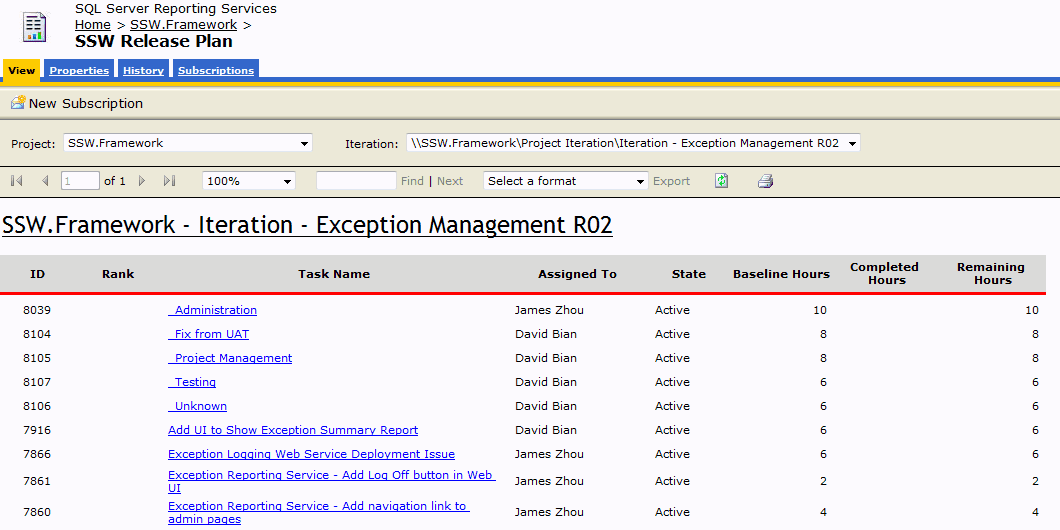 SQL Server Reporting Services
Home > SSW.Framework >
SSW Release Plan
View Properties History Subscriptions
New Subscription
Project: SSW.Framework Iteration: \\SSW.Framework\Project Iteration\Iteration - Exception Management R02
1 of 1 100% Find | Next Select a format Export
SSW.Framework - Iteration - Exception Management R02
ID Rank Task Name Assigned To State Baseline Hours Completed Hours Remaining Hours
8039 Administration James Zhou Active 10 10
8104 Fix from UAT David Bian Active 8 8
8105 Project Management David Bian Active 8 8
8107 Testing David Bian Active 6 6
8106 Unknown David Bian Active 6 6
7916 Add UI to Show Exception Summary Report David Bian Active 6 6
7866 Exception Logging Web Service Deployment Issue James Zhou Active 6 6
7861 Exception Reporting Service - Add Log Off button in Web UI James Zhou Active 2 2
7860 Exception Reporting Service - Add navigation link to admin pages James Zhou Active 4 4